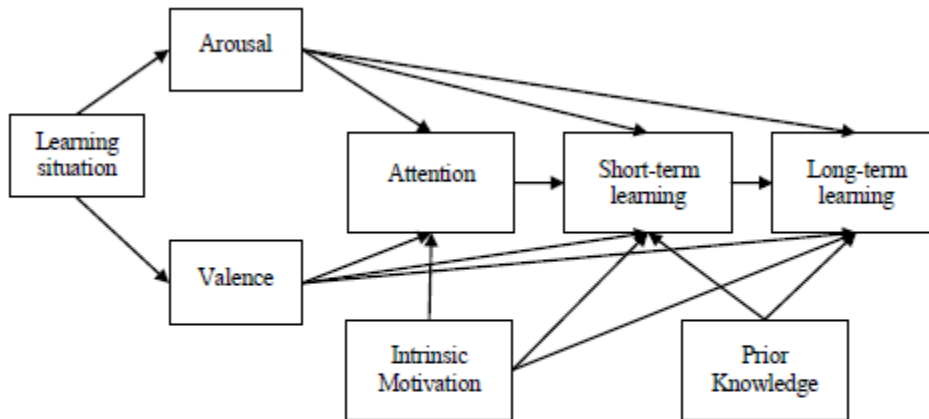 Arousal
Learning
situation
Attention
Short-term
learning
Long-term
learning
Valence
Intrinsic
Motivation
Prior
Knowledge